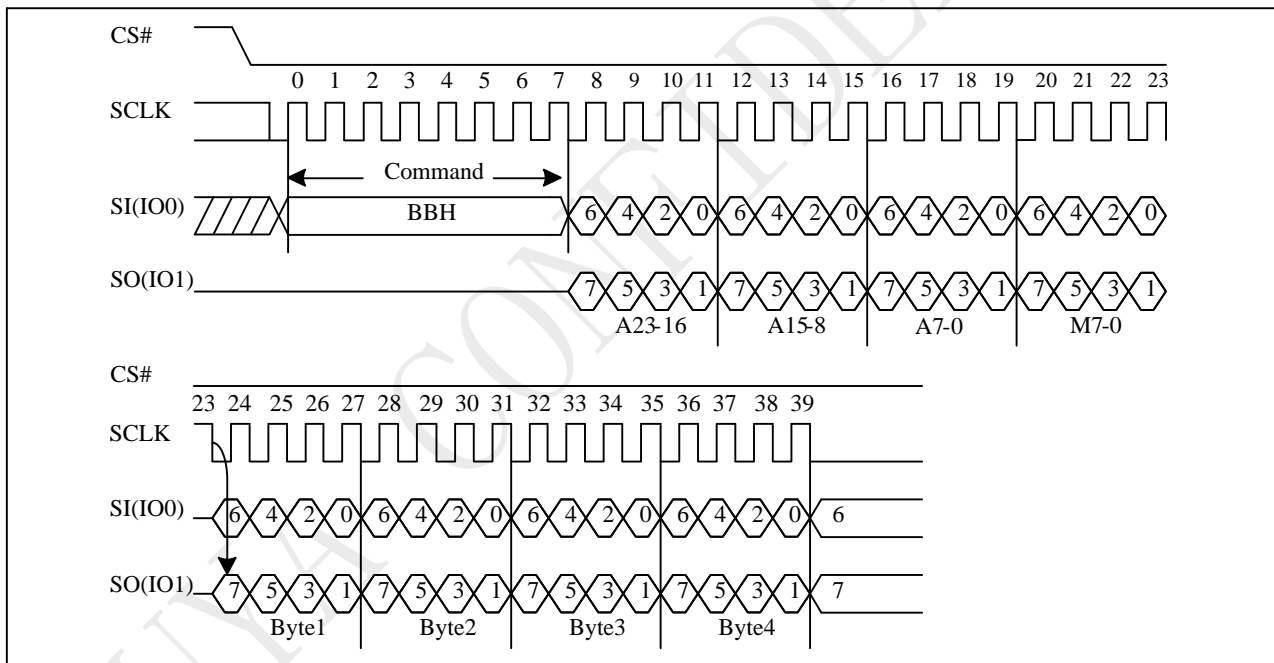 CS#
0 1 2 3 4 5 6 7 8 9 10 11 12 13 14 15 16 17 18 19 20 21 22 23
SCLK
Command
SI(IO0) BBH 6 4 2 0 6 4 2 0 6 4 2 0 6 4 2 0
SO(IO1) 7 5 3 1 7 5 3 1 7 5 3 1 7 5 3 1
A23-16 A15-8 A7-0 M7-0
CS#
23 24 25 26 27 28 29 30 31 32 33 34 35 36 37 38 39
SCLK
SI(IO0) 6 4 2 0 6 4 2 0 6 4 2 0 6 4 2 0 6
SO(IO1) 7 5 3 1 7 5 3 1 7 5 3 1 7 5 3 1 7
Byte1 Byte2 Byte3 Byte4